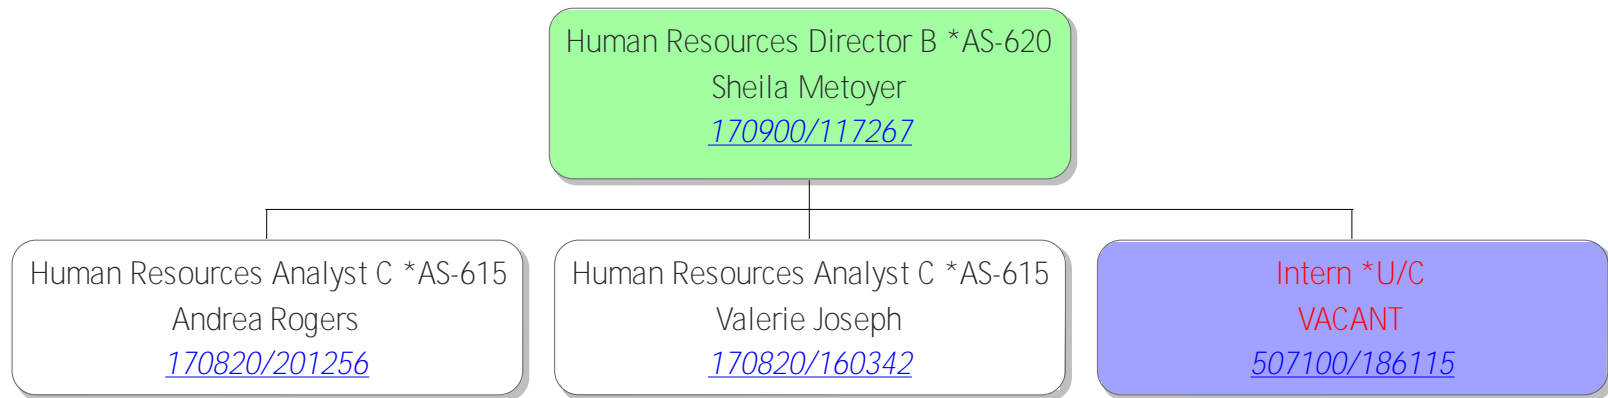 Human Resources Director B *AS-620
Sheila Metoyer
170900/117267
Human Resources Analyst C *AS-615
Andrea Rogers
170820/201256
Human Resources Analyst C *AS-615
Valerie Joseph
170820/160342
Intern *U/C
VACANT
507100/186115